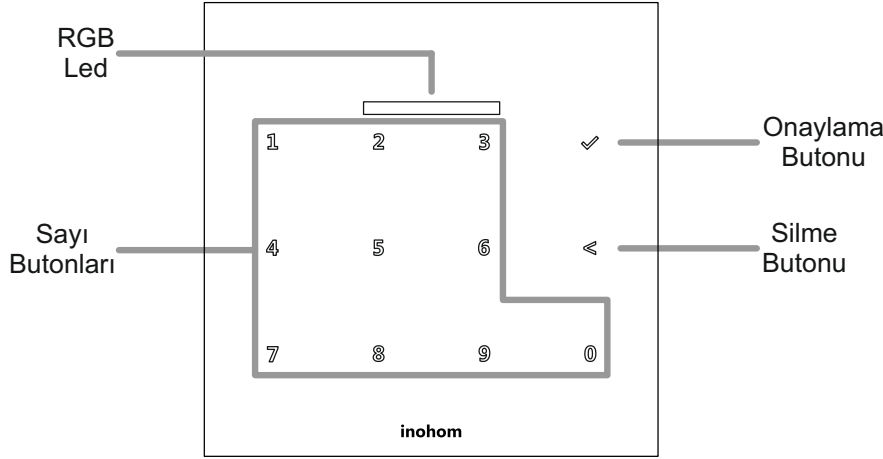 RGB
Led
1 2 3 ✓
Onaylama
Butonu
Sayı
Butonları
4 5 6 <
Silme
Butonu
7 8 9 0
inohom